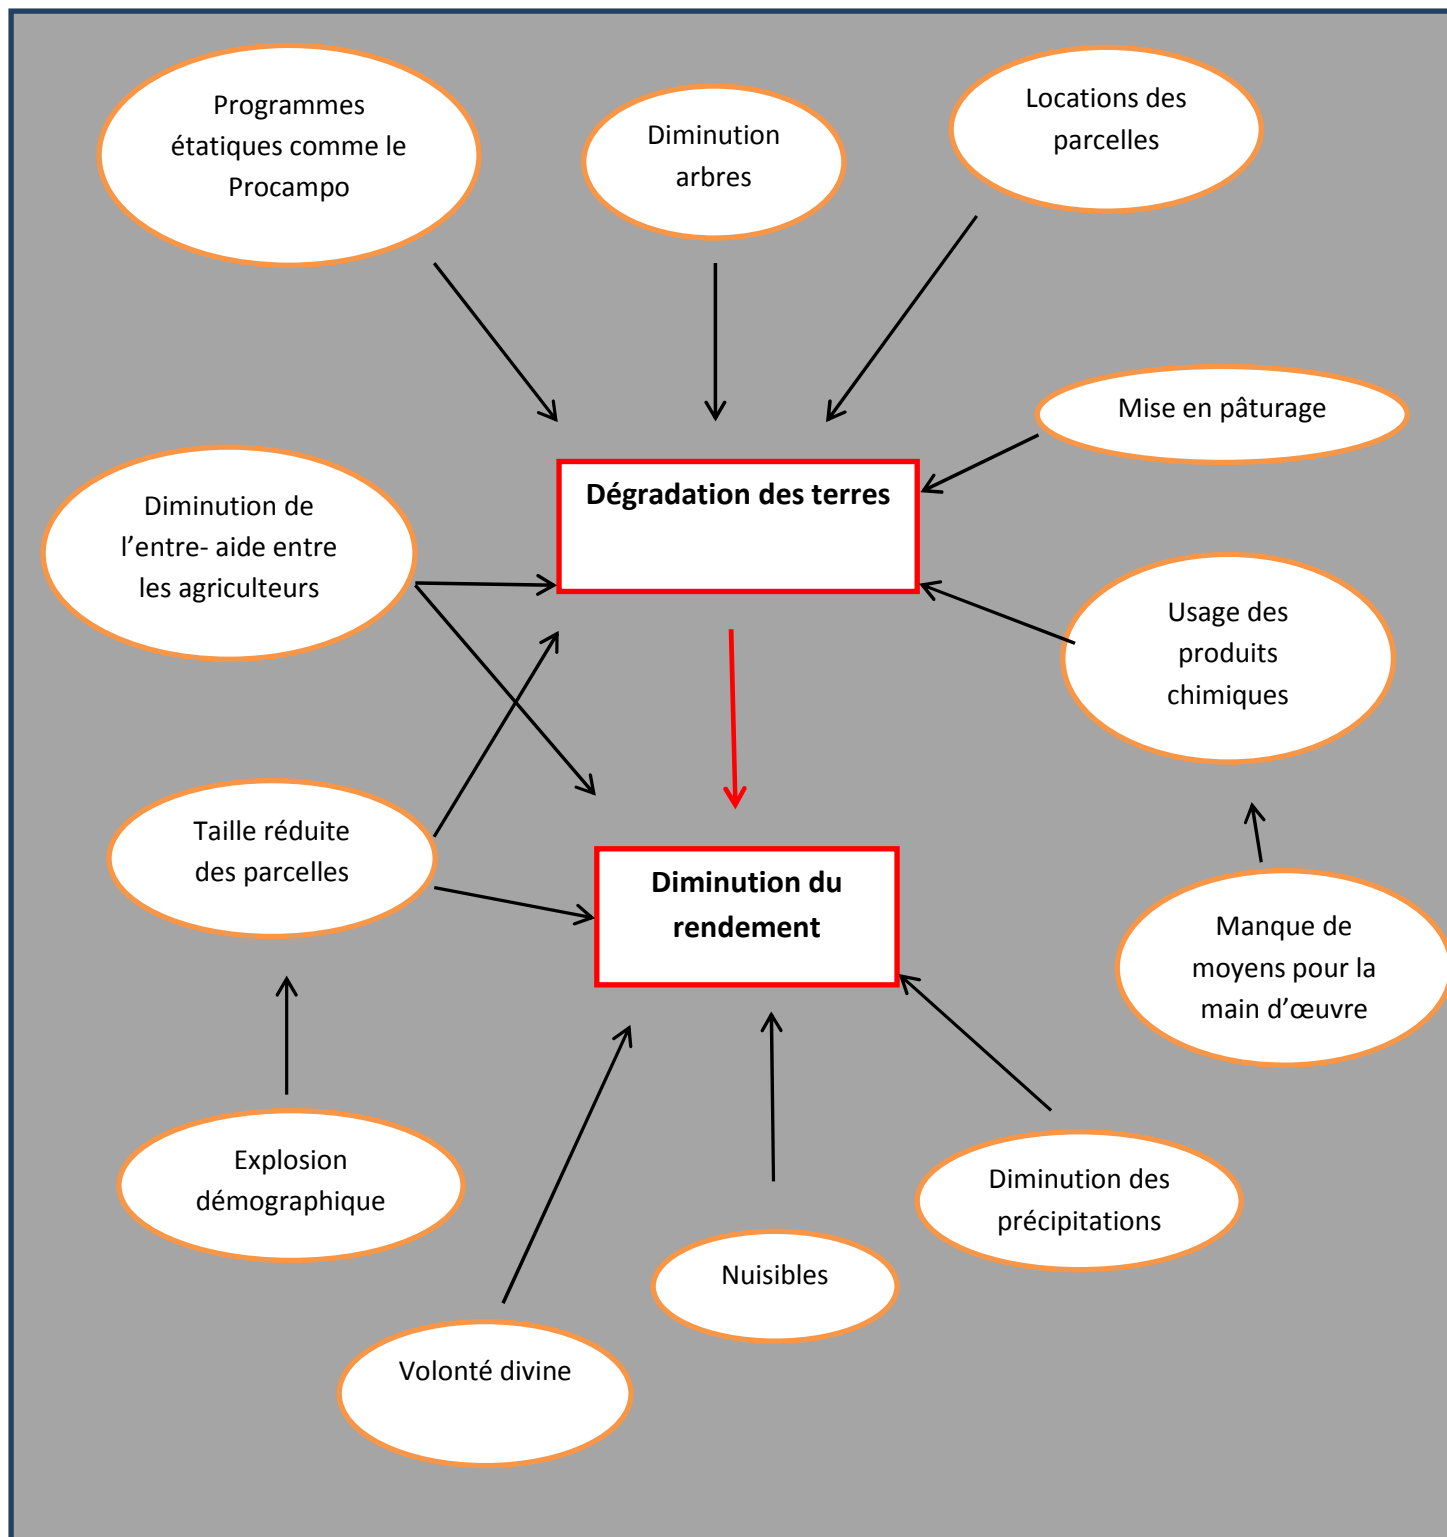 Programmes
étatiques comme le
Procampo
Diminution
arbres
Locations des
parcelles
Mise en pâturage
Dégradation des terres
Diminution de
l’entre- aide entre
les agriculteurs
Usage des
produits
chimiques
Taille réduite
des parcelles
Diminution du
rendement
Manque de
moyens pour la
main d’œuvre
Explosion
démographique
Diminution des
précipitations
Nuisibles
Volonté divine